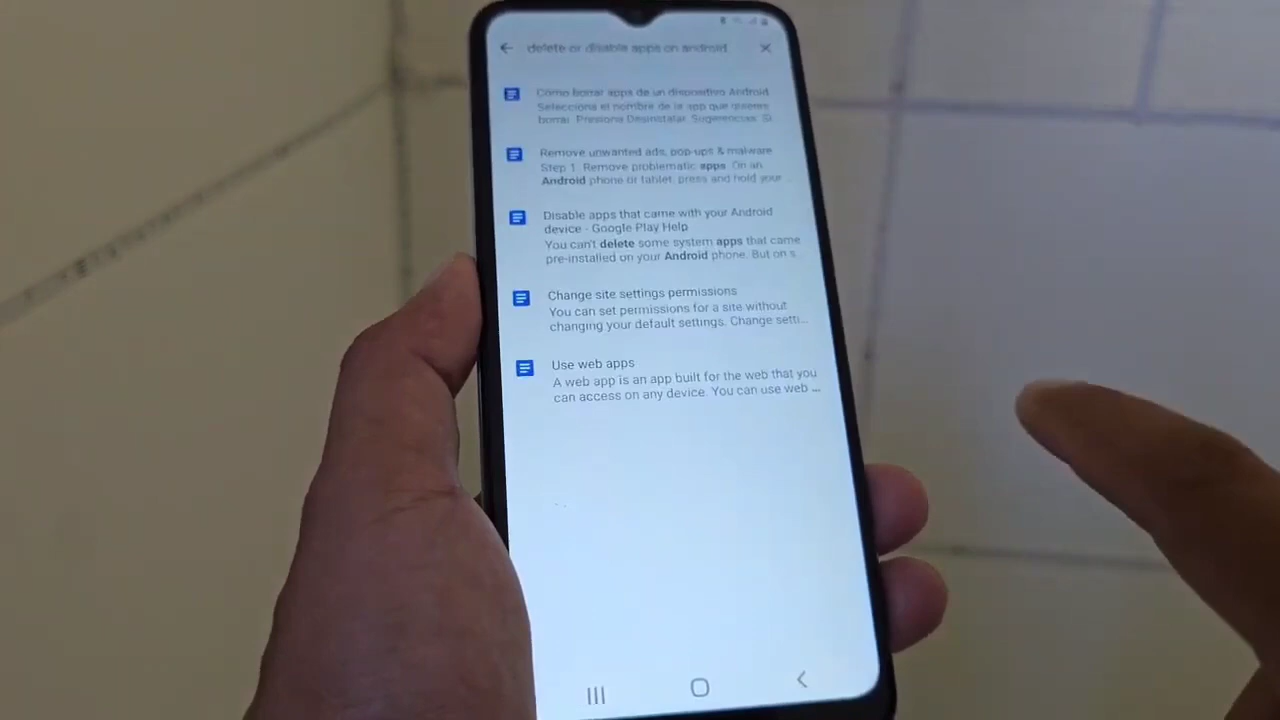 delete or disable apps on android
Cómo borrar apps de un dispositivo Android
Selecciona el nombre de la app que quieres
borrar. Presiona Desinstalar. Sugerencias: Si
Remove unwanted ads, pop-ups & malware
Step 1: Remove problematic apps. On an
Android phone or tablet, press and hold your ...
Disable apps that came with your Android
device - Google Play Help
You can't delete some system apps that came
pre-installed on your Android phone. But on s...
Change site settings permissions
You can set permissions for a site without
changing your default settings. Change setti...
Use web apps
A web app is an app built for the web that you
can access on any device. You can use web ...